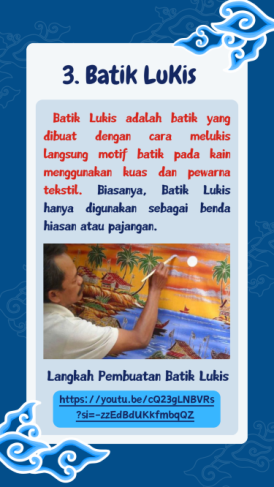 3. Batik LuKis
Batik Lukis adalah batik yang
dibuat dengan cara melukis
langsung motif batik pada kain
menggunakan kuas dan pewarna
tekstil. Biasanya, Batik Lukis
hanya digunakan sebagai benda
hiasan atau pajangan.
Langkah Pembuatan Batik Lukis
https://youtu.be/cQ23gLNBVRs
?si=-zzEdBdUKkfmbqQZ